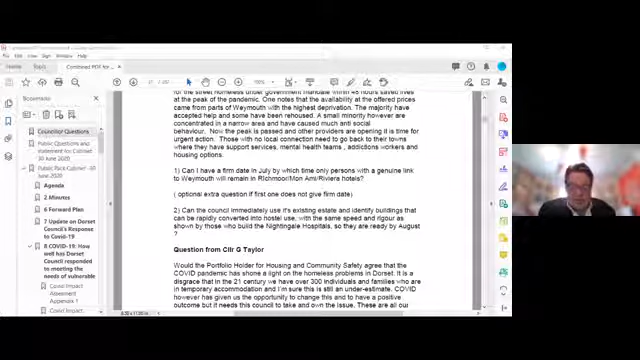 Home Tools Combined PDF for ...
Bookmarks
Councillor Questions
Public Questions and Statement for Cabinet 30 June 2020
Public Pack Cabinet 30 June 2020
Agenda
2 Minutes
6 Forward Plan
7 Update on Dorset Council's Response to Covid-19
8 COVID-19: How well has Dorset Council responded to meeting the needs of vulnerable
Covid Impact Appendix 1
Covid Impact
for the street homeless under government mandate within 48 hours saved lives
at the peak of the pandemic. One notes that the availability at the offered prices
came from parts of Weymouth with the highest deprivation. The majority have
accepted help and some have been rehoused. A small minority however are
concentrated in a narrow area and have caused much anti social
behaviour. Now the peak is passed and other providers are opening it is time for
urgent action. Those with no local connection need to go back to their towns
where they have support services, mental health teams , addictions workers and
housing options.
1) Can I have a firm date in July by which time only persons with a genuine link
to Weymouth will remain in RIchmoor/Mon Ami/Riviera hotels?
( optional extra question if first one does not give firm date)
2) Can the council immediately use it's existing estate and identify buildings that
can be rapidly converted into hostel use, with the same speed and rigour as
shown by those who build the Nightingale Hospitals, so they are ready by August
?
Question from Cllr G Taylor
Would the Portfolio Holder for Housing and Community Safety agree that the
COVID pandemic has shone a light on the homeless problems in Dorset. It is a
disgrace that in the 21 century we have over 300 individuals and families who are
in temporary accommodation and I'm sure this is still an under-estimate. COVID
however has given us the opportunity to change this and to have a positive
outcome but it needs this council to take and own the issue. These are all our